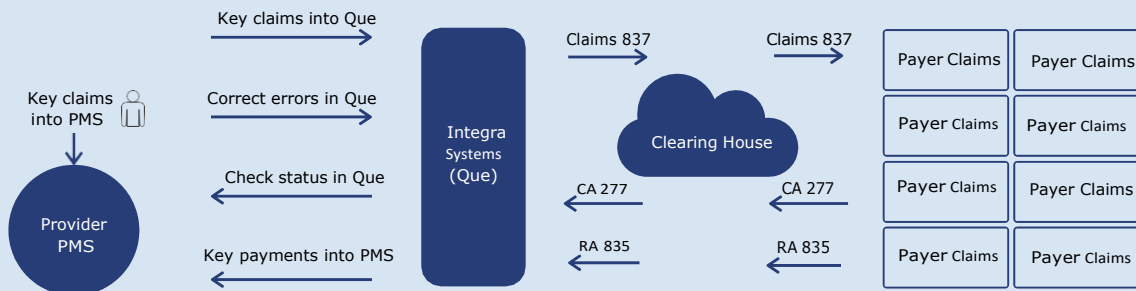 Key claims into Que
Claims 837
Claims 837
Key claims
into PMS
Correct errors in Que
Check status in Que
Key payments into PMS
Provider
PMS
Integra
Systems
(Que)
Clearing House
CA 277
CA 277
RA 835
RA 835
Payer Claims
Payer Claims
Payer Claims
Payer Claims
Payer Claims
Payer Claims
Payer Claims
Payer Claims